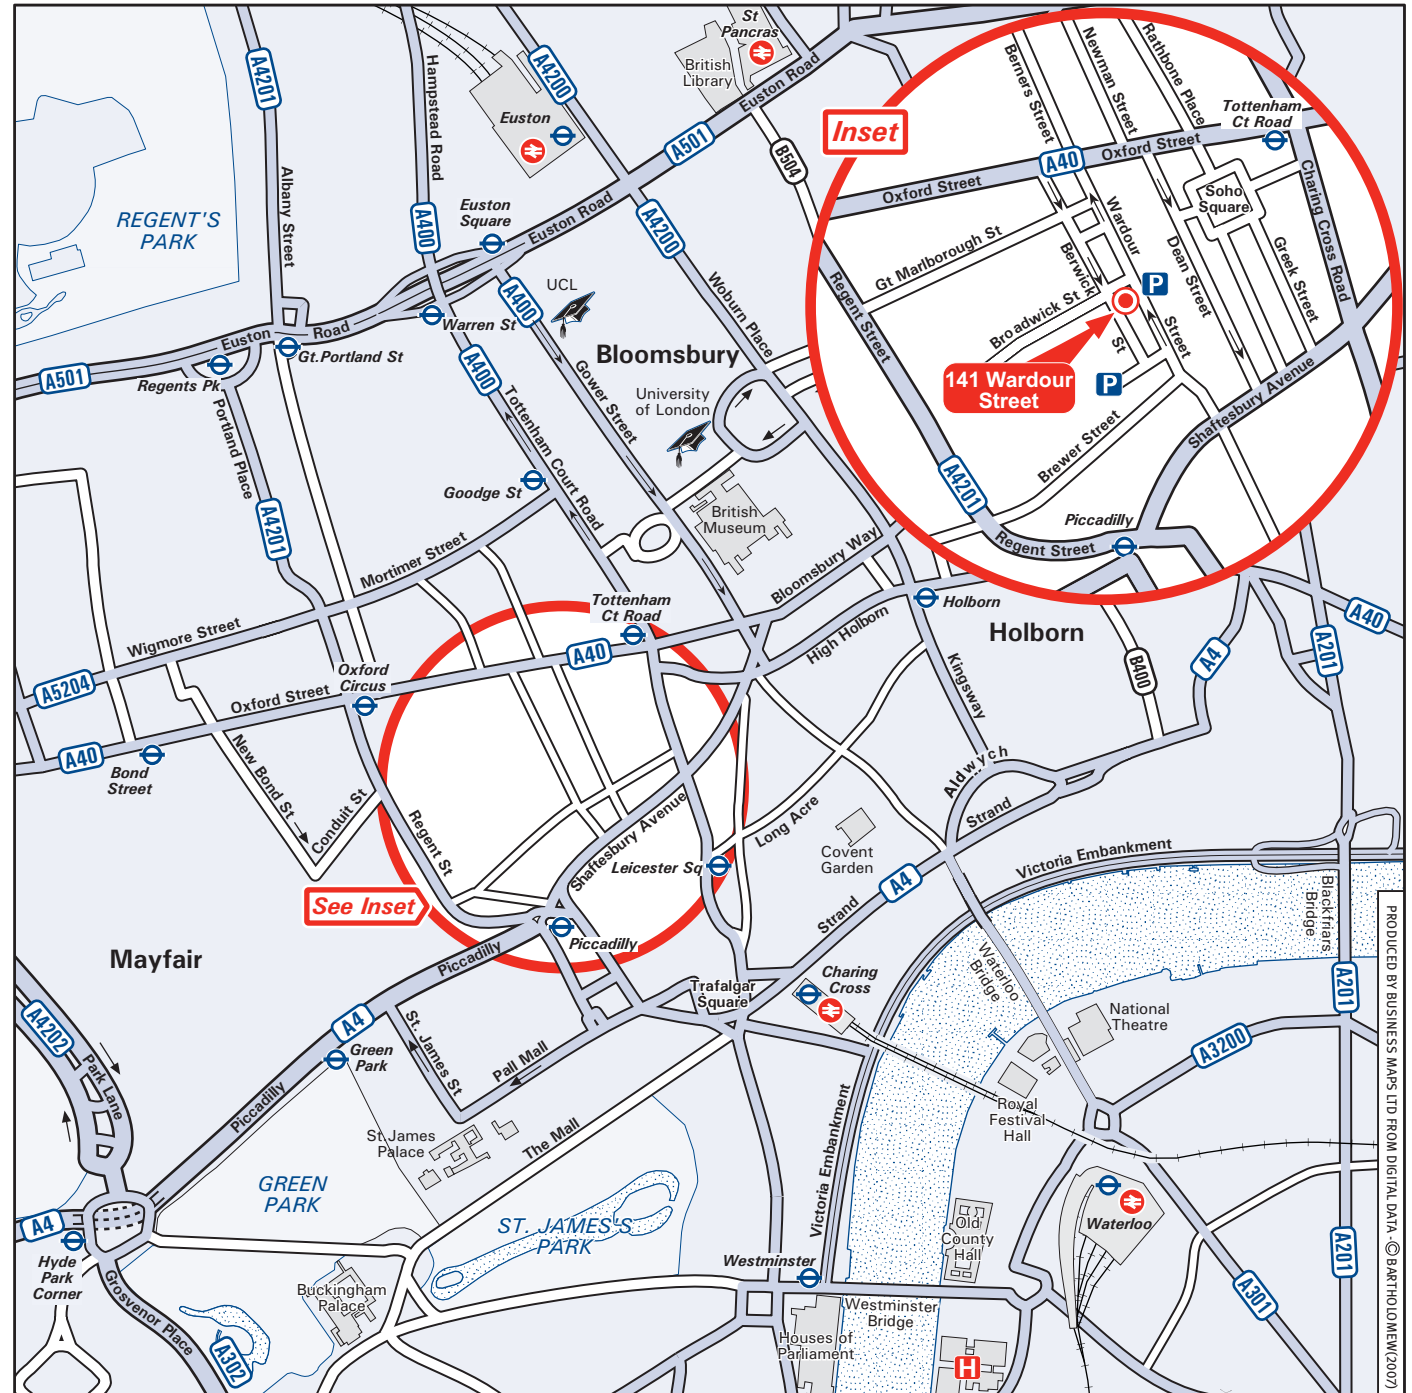 St
Pancras
British
Library
Euston Road
A4201
Hampstead Road
A4200
Euston
A501
B504
Inset
Berners Street
Newman Street
Rathbone Place
Tottenham
Ct Road
A40
Oxford Street
Oxford Street
Soho
Square
Charing Cross Road
Wardour
Street
Gt Marlborough St
Berwick
St
Dean Street
Greek Street
Broadwick St
P
P
141 Wardour
Street
Brewer Street
Shaftesbury Avenue
Regent Street
A4201
Piccadilly
Regent Street
REGENT'S
PARK
Albany Street
A400
Euston
Square
Euston Road
A4200
A400
UCL
Woburn Place
Warren St
Euston
Road
Gt.Portland St
A501
Regents Pk
A400
Bloomsbury
Gower Street
University
of London
Portland Place
Tottenham Court Road
Goodge St
A4201
British
Museum
Mortimer Street
Bloomsbury Way
Wigmore Street
Tottenham
Ct Road
Holborn
Holborn
A40
High Holborn
A201
A4
B400
A5204
Oxford
Circus
A40
Oxford Street
Kingsway
A40
Bond
Street
New Bond St
Conduit St
Regent St
Shaftesbury Avenue
Leicester Sq
Long Acre
Aldwych
Strand
Covent
Garden
Victoria Embankment
A4
Strand
See Inset
Blackfriars
Bridge
Mayfair
Piccadilly
Piccadilly
Waterloo
Bridge
Charing
Cross
Trafalgar
Square
A201
National
Theatre
A4202
Park Lane
A4
Green
Park
St. James St
Pall Mall
A3200
Royal
Festival
Hall
Piccadilly
St James
Palace
The Mall
Victoria Embankment
GREEN
PARK
ST. JAMES'S
PARK
Old
County
Hall
Waterloo
A4
Hyde
Park
Corner
Westminster
A201
Grosvenor Place
Buckingham
Palace
Westminster
Bridge
A301
A302
Houses of
Parliament
H
PRODUCED BY BUSINESS MAPS LTD FROM DIGITAL DATA - © BARTHOLOMEW(2007)